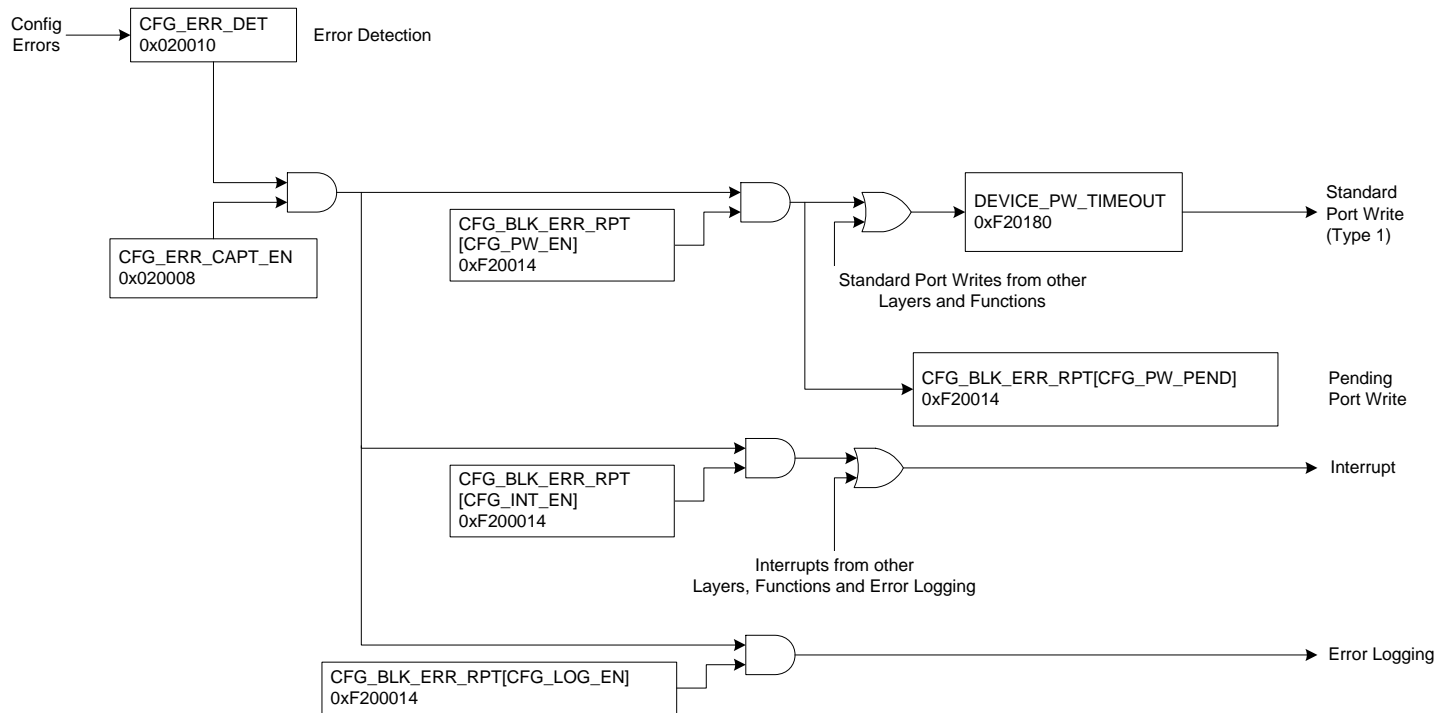 Config
Errors
CFG_ERR_DET
0x020010
Error Detection
CFG_ERR_CAPT_EN
0x020008
CFG_BLK_ERR_RPT
[CFG_PW_EN]
0xF20014
DEVICE_PW_TIMEOUT
0xF20180
Standard
Port Write
(Type 1)
Standard Port Writes from other
Layers and Functions
CFG_BLK_ERR_RPT[CFG_PW_PEND]
0xF20014
Pending
Port Write
CFG_BLK_ERR_RPT
[CFG_INT_EN]
0xF200014
Interrupt
Interrupts from other
Layers, Functions and Error Logging
CFG_BLK_ERR_RPT[CFG_LOG_EN]
0xF200014
Error Logging